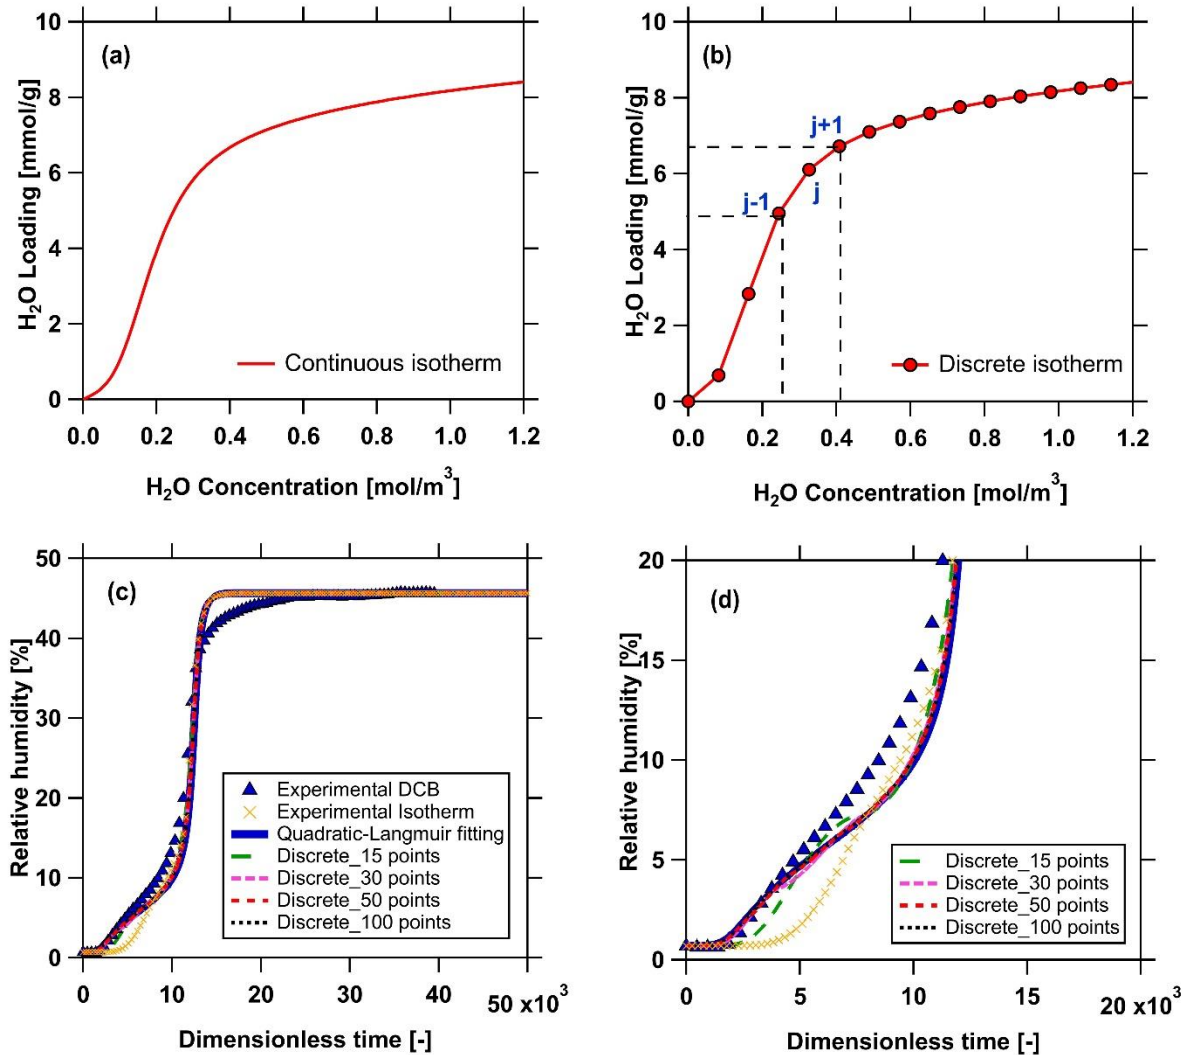 (a)
H₂O Loading [mmol/g]
10
8
6
4
2
0
Continuous isotherm
0.0 0.2 0.4 0.6 0.8 1.0 1.2
H₂O Concentration [mol/m³]
(b)
H₂O Loading [mmol/g]
10
8
6
4
2
0
j+1
j-1
j
Discrete isotherm
0.0 0.2 0.4 0.6 0.8 1.0 1.2
H₂O Concentration [mol/m³]
(c)
Relative humidity [%]
50
40
30
20
10
0
Experimental DCB
Experimental Isotherm
Quadratic-Langmuir fitting
Discrete_15 points
Discrete_30 points
Discrete_50 points
Discrete_100 points
0 10 20 30 40 50 x10³
Dimensionless time [-]
(d)
Relative humidity [%]
20
15
10
5
0
Discrete_15 points
Discrete_30 points
Discrete_50 points
Discrete_100 points
0 5 10 15 20 x10³
Dimensionless time [-]